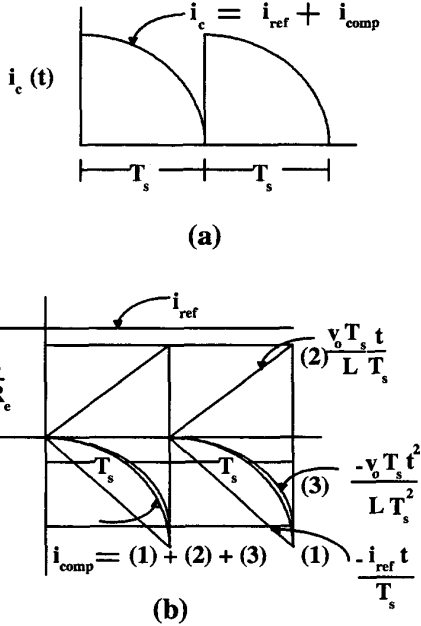 i_c = i_ref + i_comp
i_c (t)
T_s T_s
(a)
i_ref
(2) v_o T_s t / L T_s
R_e
T_s T_s
(3) -v_o T_s t^2 / L T_s^2
i_comp = (1) + (2) + (3) (1) -i_ref t / T_s
(b)